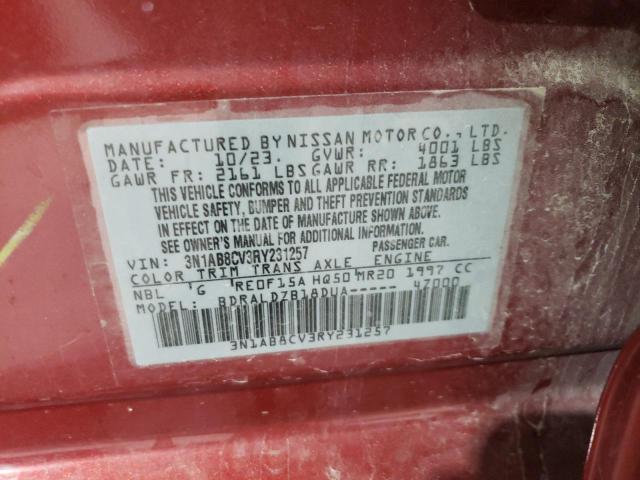 MANUFACTURED BY NISSAN MOTOR CO., LTD.
DATE: 10/23. GVWR: 4001 LBS
GAWR FR: 2161 LBS GAWR RR: 1863 LBS
THIS VEHICLE CONFORMS TO ALL APPLICABLE FEDERAL MOTOR
VEHICLE SAFETY, BUMPER AND THEFT PREVENTION STANDARDS
IN EFFECT ON THE DATE OF MANUFACTURE SHOWN ABOVE.
SEE OWNER'S MANUAL FOR ADDITIONAL INFORMATION.
VIN: 3N1AB8CV3RY231257 PASSENGER CAR.
COLOR TRIM TRANS AXLE ENGINE
NBL G RE0F15A HQ50 MR20 1997 CC
MODEL: BDRALDZB18DUA----- 4Z000
3N1AB8CV3RY231257